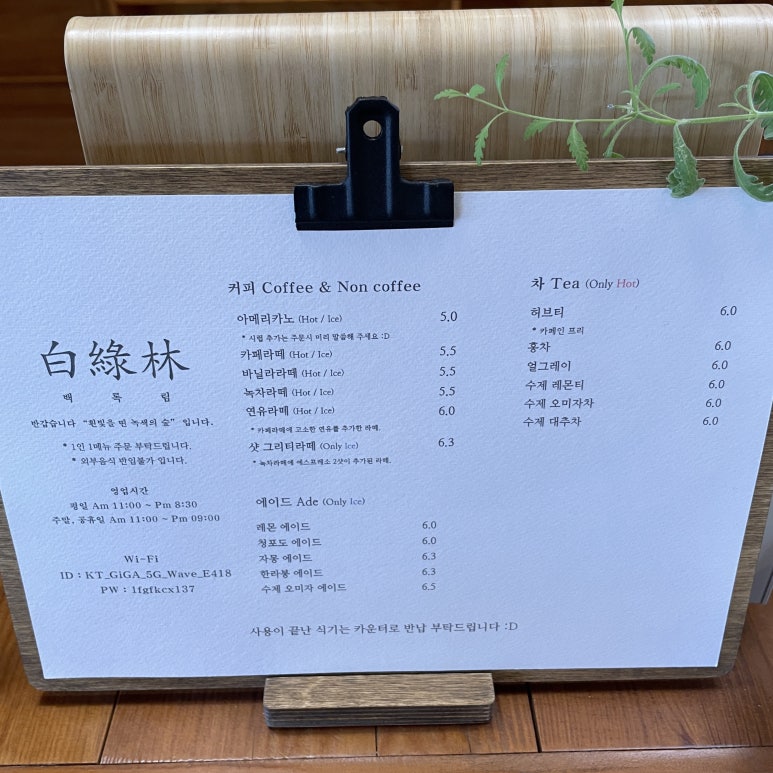 白綠林
백 록 림
반갑습니다 “흰빛을 띤 녹색의 숲” 입니다.
* 1인 1메뉴 주문 부탁드립니다.
* 외부음식 반입불가 입니다.
영업시간
평일 Am 11:00 ~ Pm 8:30
주말, 공휴일 Am 11:00 ~ Pm 09:00
Wi-Fi
ID : KT_GiGA_5G_Wave_E418
PW : 1fgfkcx137
커피 Coffee & Non coffee
아메리카노 (Hot / Ice) 5.0
* 시럽 추가는 주문시 미리 말씀해 주세요 :D
카페라떼 (Hot / Ice) 5.5
바닐라라떼 (Hot / Ice) 5.5
녹차라떼 (Hot / Ice) 5.5
연유라떼 (Hot / Ice) 6.0
* 카페라떼에 고소한 연유를 추가한 라떼.
샷 그리티라떼 (Only Ice) 6.3
* 녹차라떼에 에스프레소 2샷이 추가된 라떼.
에이드 Ade (Only Ice)
레몬 에이드 6.0
청포도 에이드 6.0
자몽 에이드 6.3
한라봉 에이드 6.3
수제 오미자 에이드 6.5
차 Tea (Only Hot)
허브티 6.0
* 카페인 프리
홍차 6.0
얼그레이 6.0
수제 레몬티 6.0
수제 오미자차 6.0
수제 대추차 6.0
사용이 끝난 식기는 카운터로 반납 부탁드립니다 :D